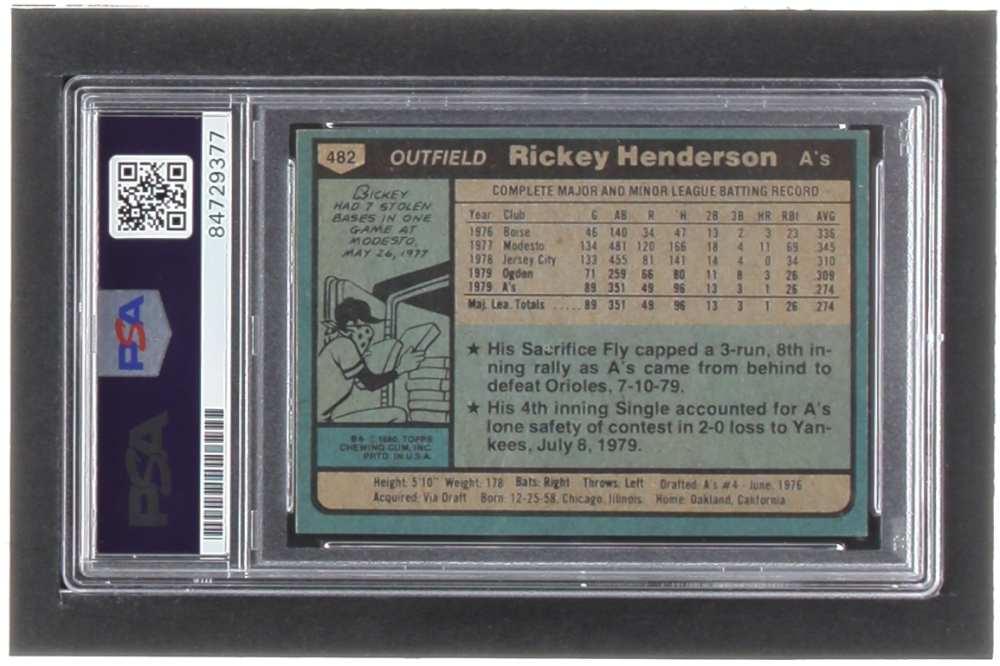 84729377
PSA
PSA
482 OUTFIELD Rickey Henderson A's
RICKEY
HAD 7 STOLEN
BASES IN ONE
GAME AT
MODESTO,
MAY 26, 1977
COMPLETE MAJOR AND MINOR LEAGUE BATTING RECORD
Year Club G AB R H 2B 3B HR RBI AVG
1976 Boise 46 140 34 47 13 2 3 23 .336
1977 Modesto 134 481 120 166 18 4 11 69 .345
1978 Jersey City 133 455 81 141 14 4 0 34 .310
1979 Ogden 71 259 66 80 11 8 3 26 .309
1979 A's 89 351 49 96 13 3 1 26 .274
Maj. Lea. Totals ..... 89 351 49 96 13 3 1 26 .274
★ His Sacrifice Fly capped a 3-run, 8th in-
ning rally as A's came from behind to
defeat Orioles, 7-10-79.
★ His 4th inning Single accounted for A's
lone safety of contest in 2-0 loss to Yan-
kees, July 8, 1979.
B* © 1980, TOPPS
CHEWING GUM, INC.
PRTD. IN U.S.A.
Height: 5'10" Weight: 178 Bats: Right Throws: Left Drafted: A's #4 - June, 1976
Acquired: Via Draft Born: 12-25-58, Chicago, Illinois Home: Oakland, California